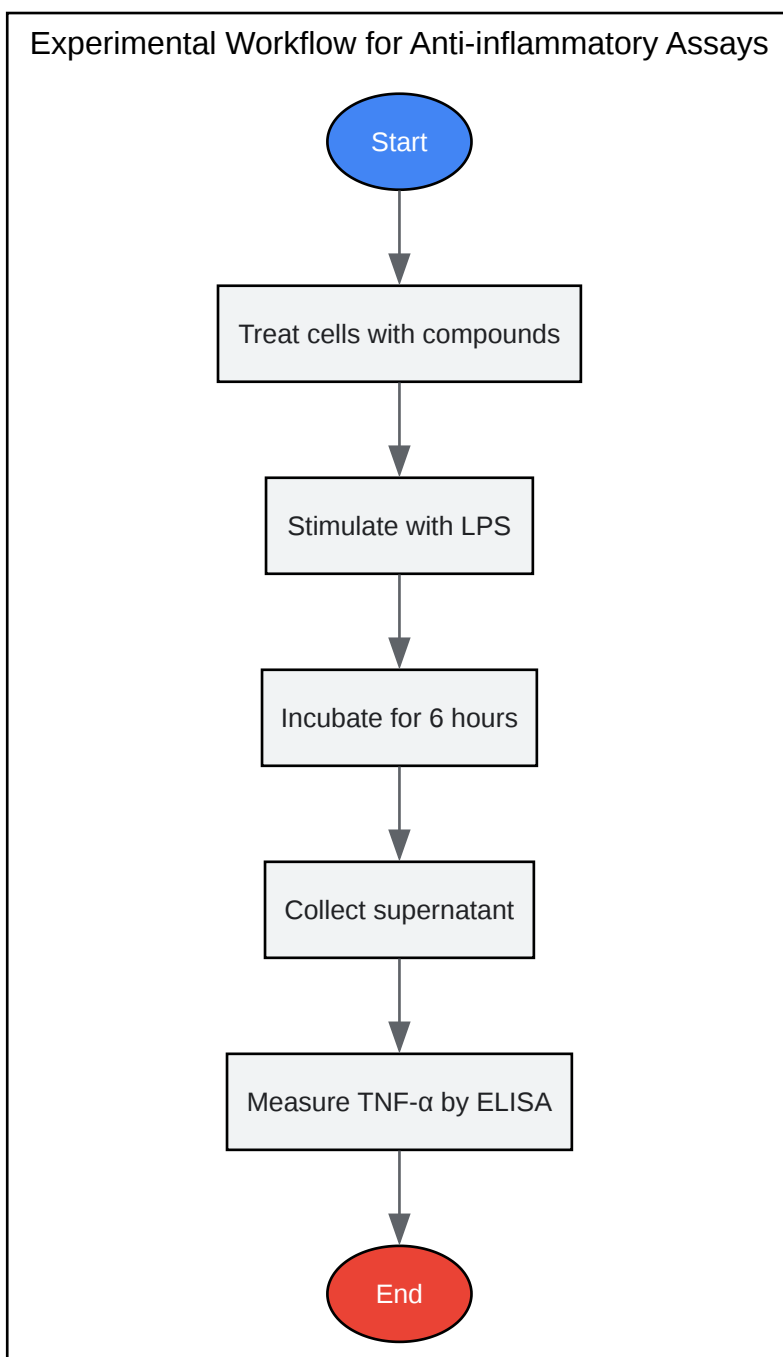 Experimental Workflow for Anti-inflammatory Assays
Start
Treat cells with compounds
Stimulate with LPS
Incubate for 6 hours
Collect supernatant
Measure TNF-α by ELISA
End